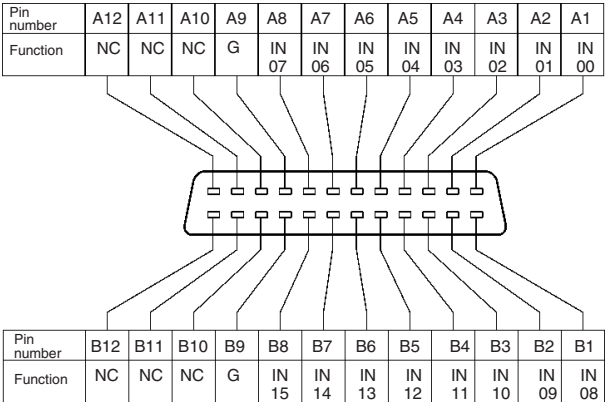 Pin number A12 A11 A10 A9 A8 A7 A6 A5 A4 A3 A2 A1
Function NC NC NC G IN 07 IN 06 IN 05 IN 04 IN 03 IN 02 IN 01 IN 00
Pin number B12 B11 B10 B9 B8 B7 B6 B5 B4 B3 B2 B1
Function NC NC NC G IN 15 IN 14 IN 13 IN 12 IN 11 IN 10 IN 09 IN 08